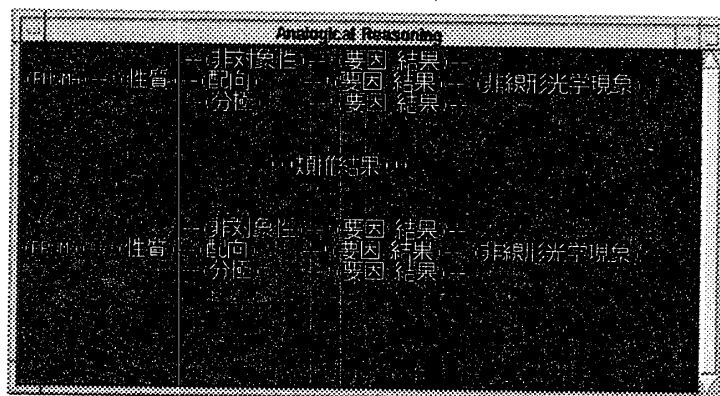 Analogical Reasoning
--(非対象性)--(要因 結果)--
(性質)--(配向)--(要因 結果)--(非線形光学現象)
--(分極)--(要因 結果)--
類推結果
--(非対象性)--(要因 結果)--
(性質)--(配向)--(要因 結果)--(非線形光学現象)
--(分極)--(要因 結果)--